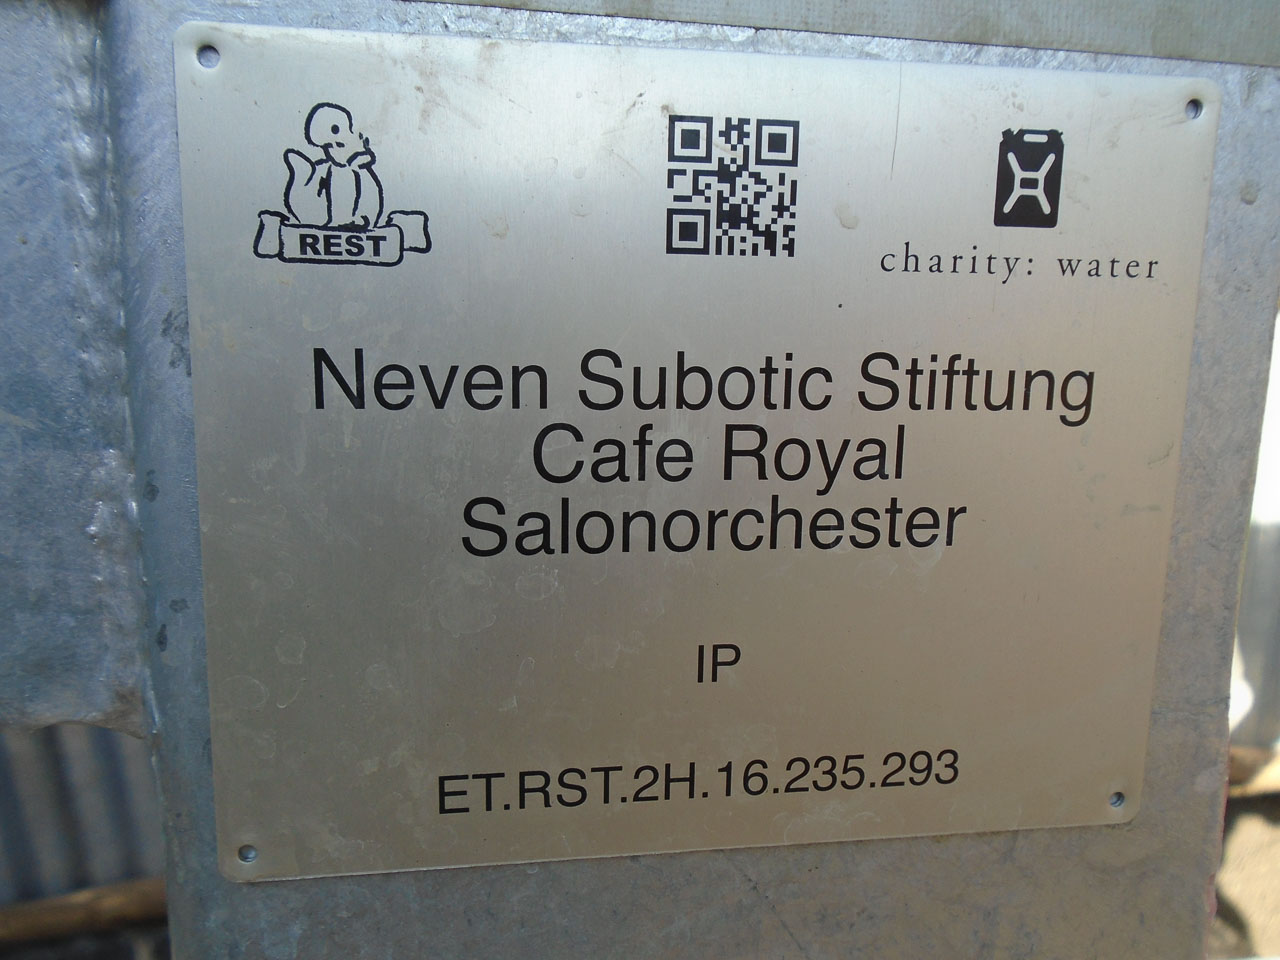 REST
charity: water
Neven Subotic Stiftung
Cafe Royal
Salonorchester
IP
ET.RST.2H.16.235.293